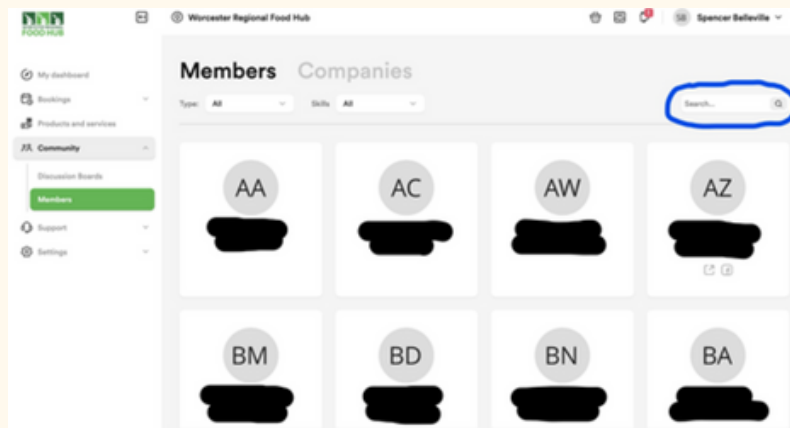 FOOD HUB
Worcester Regional Food Hub
SB Spencer Belleville
My dashboard
Bookings
Products and services
Community
Discussion Boards
Members
Support
Settings
Members Companies
Type: All Skills All Search...
AA AC AW AZ
BM BD BN BA